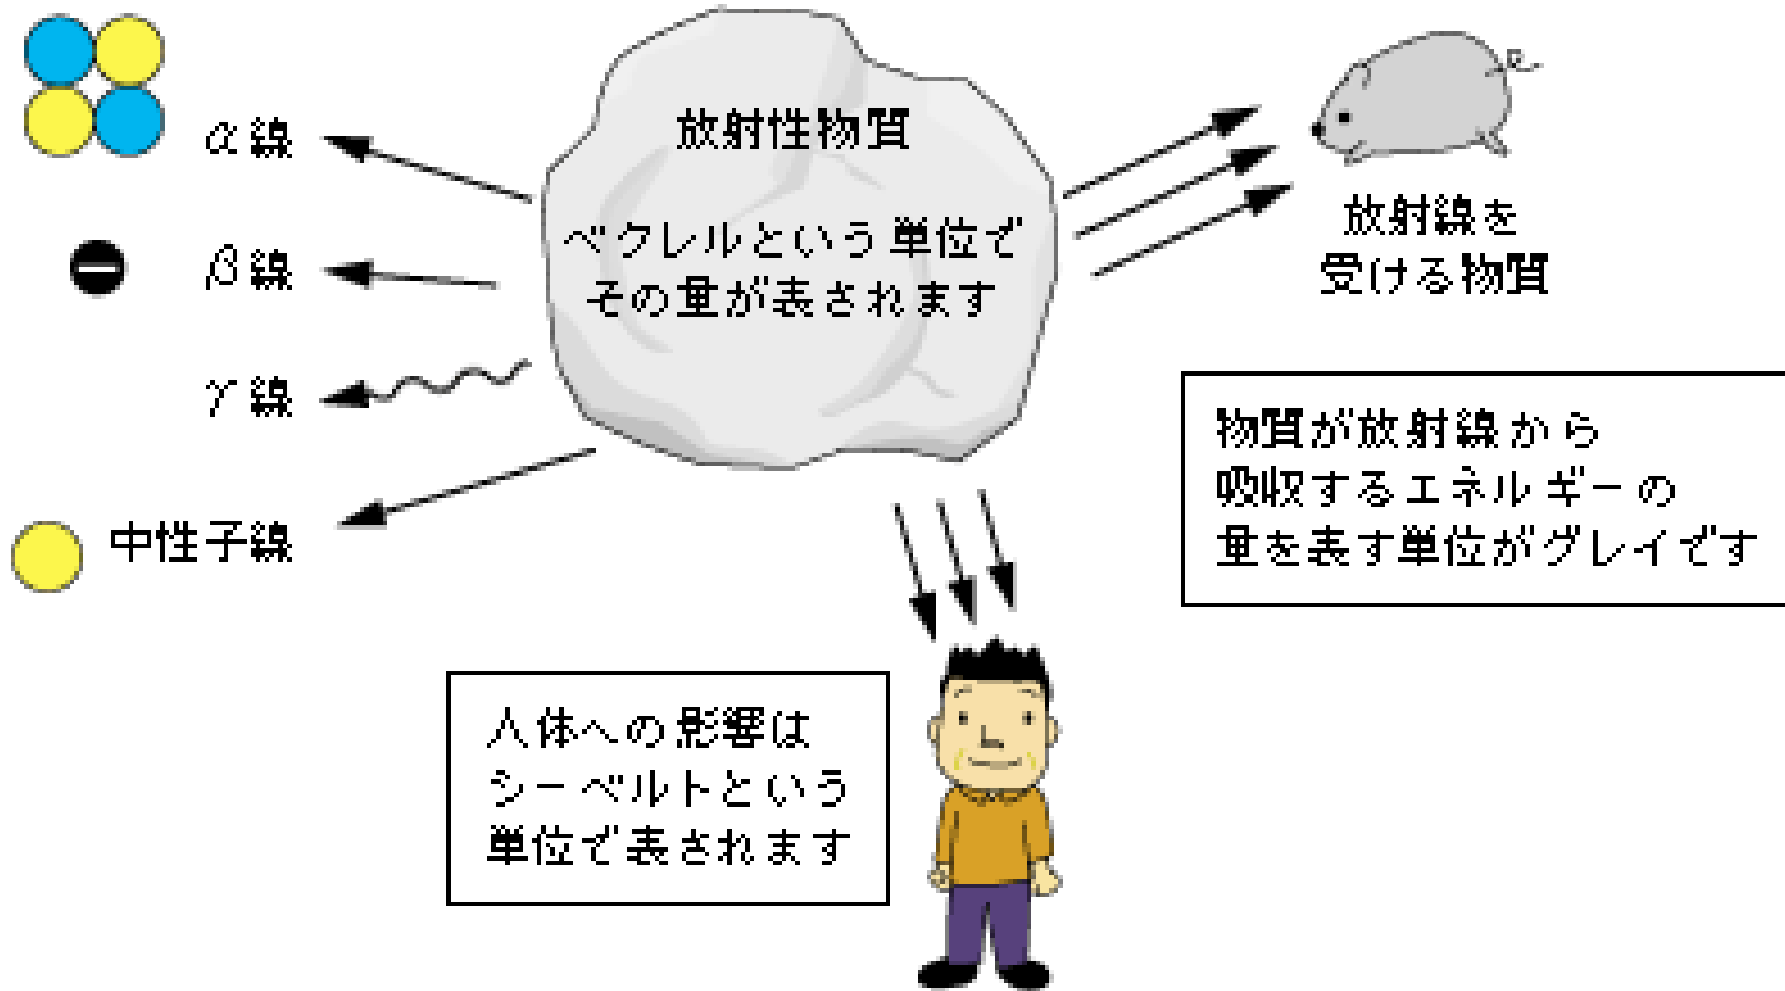 放射性物質
ベクレルという単位で
その量が表されます
α線
β線
γ線
中性子線
放射線を
受ける物質
物質が放射線から
吸収するエネルギーの
量を表す単位がグレイです
人体への影響は
シーベルトという
単位で表されます